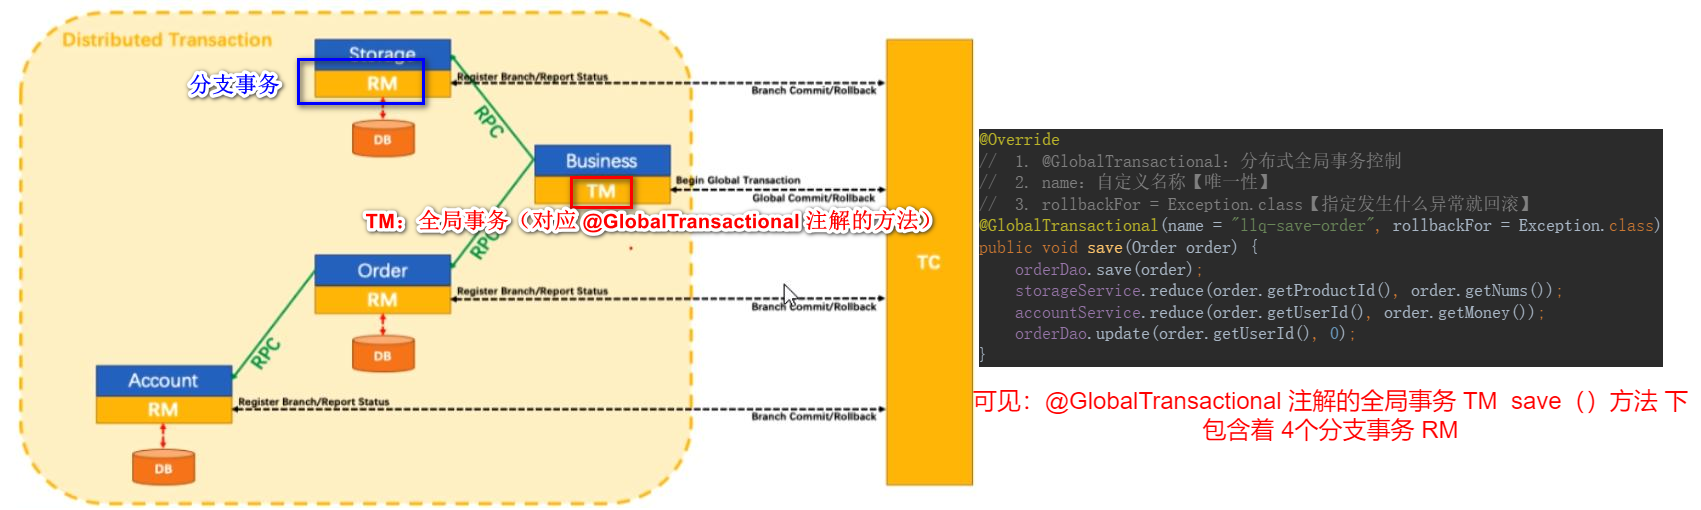 Distributed Transaction
Storage
RM
分支事务
DB
Register Branch/Report Status
Branch Commit/Rollback
RPC
Business
TM
Begin Global Transaction
Global Commit/Rollback
TM：全局事务（对应 @GlobalTransactional 注解的方法）
RPC
Order
RM
DB
Register Branch/Report Status
Branch Commit/Rollback
RPC
Account
RM
DB
Register Branch/Report Status
Branch Commit/Rollback
TC
@Override
// 1. @GlobalTransactional：分布式全局事务控制
// 2. name：自定义名称【唯一性】
// 3. rollbackFor = Exception.class【指定发生什么异常就回滚】
@GlobalTransactional(name = "llq-save-order", rollbackFor = Exception.class)
public void save(Order order) {
orderDao.save(order);
storageService.reduce(order.getProductId(), order.getNums());
accountService.reduce(order.getUserId(), order.getMoney());
orderDao.update(order.getUserId(), 0);
}
可见：@GlobalTransactional 注解的全局事务 TM save（）方法 下
包含着 4个分支事务 RM